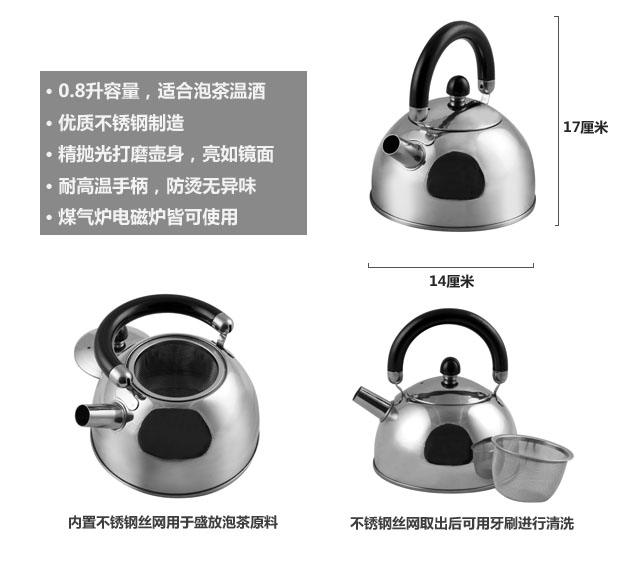 • 0.8升容量，适合泡茶温酒
• 优质不锈钢制造
• 精抛光打磨壶身，亮如镜面
• 耐高温手柄，防烫无异味
• 煤气炉电磁炉皆可使用
17厘米
14厘米
内置不锈钢丝网用于盛放泡茶原料
不锈钢丝网取出后可用牙刷进行清洗